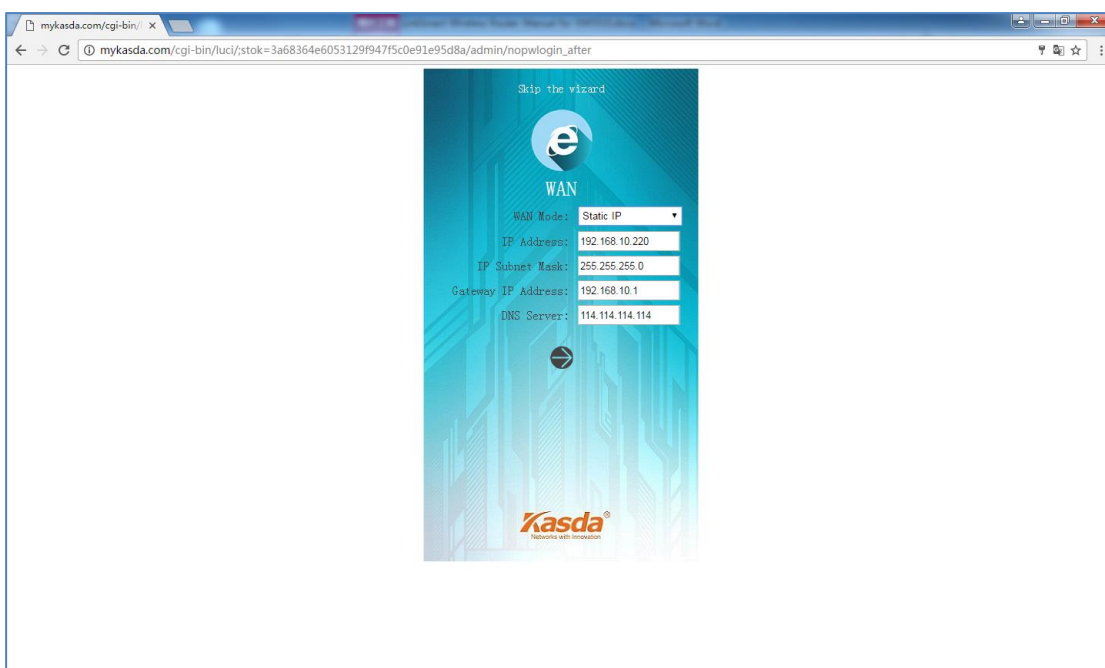 mykasda.com/cgi-bin/l
mykasda.com/cgi-bin/luci/;stok=3a68364e6053129f947f5c0e91e95d8a/admin/nopwlogin_after
Skip the wizard
WAN
WAN Mode: Static IP
IP Address: 192.168.10.220
IP Subnet Mask: 255.255.255.0
Gateway IP Address: 192.168.10.1
DNS Server: 114.114.114.114
Kasda®
Networks with Innovation